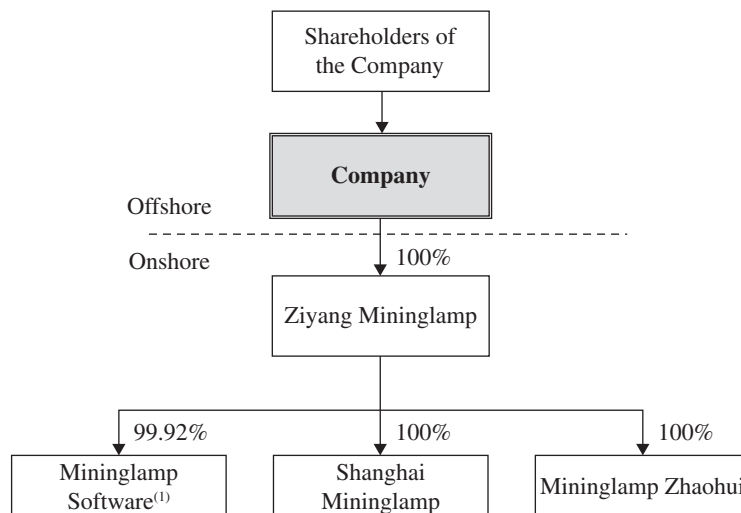 Shareholders of
the Company
Company
Offshore
Onshore
100%
Ziyang Mininglamp
99.92%
100%
100%
Mininglamp
Software(1)
Shanghai
Mininglamp
Mininglamp Zhaohui